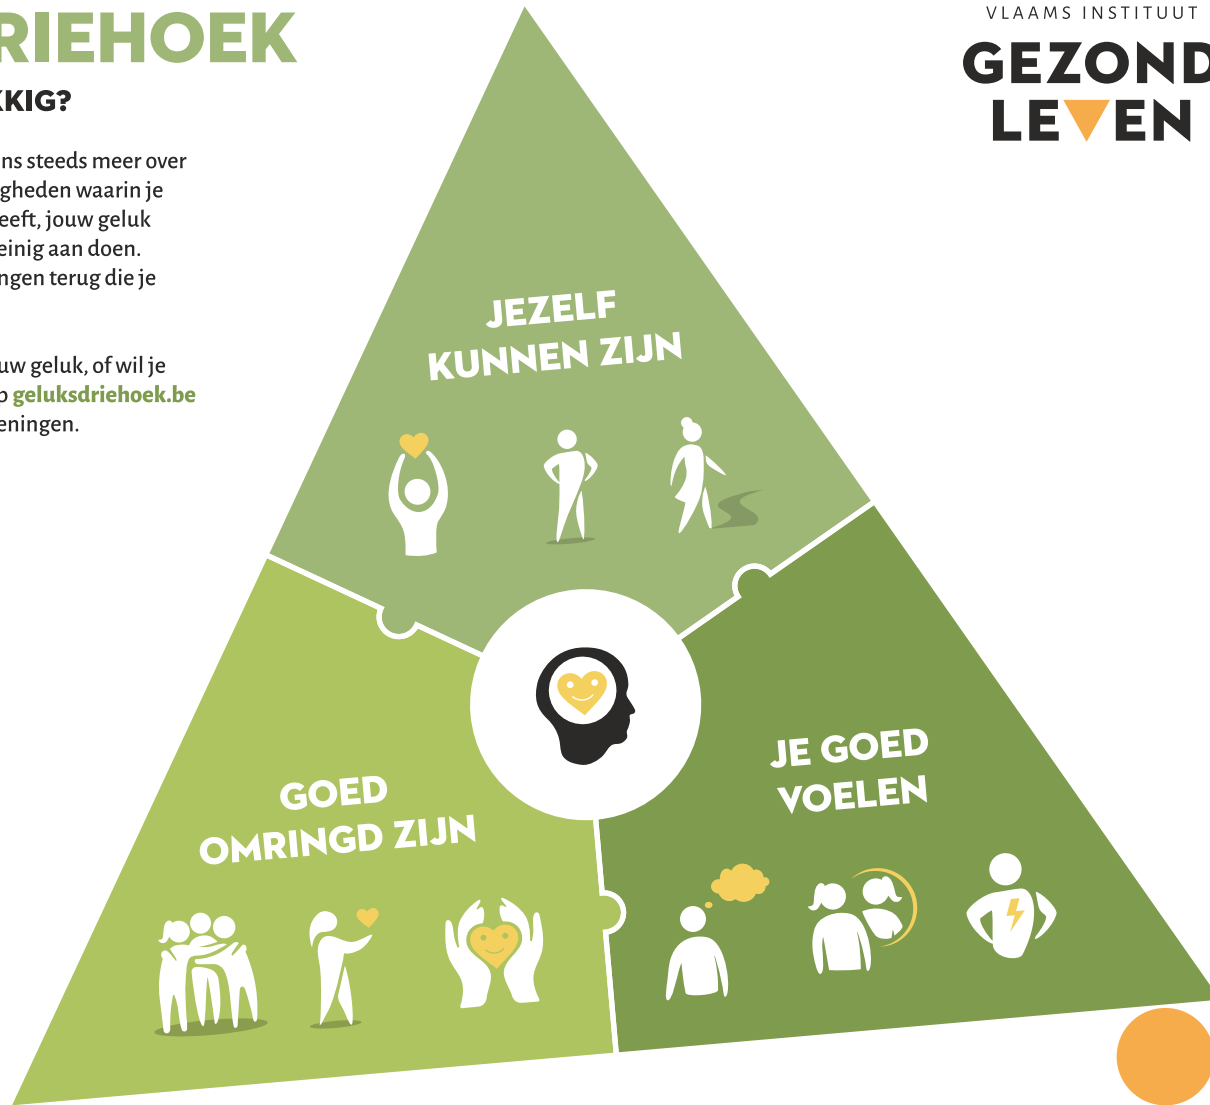 RIEHOEK
KKIG?
ns steeds meer over
gheden waarin je
eeft, jouw geluk
einig aan doen.
ngen terug die je
uw geluk, of wil je
p geluksdriehoek.be
eningen.
VLAAMS INSTITUUT
GEZOND
LEVEN
JEZELF
KUNNEN ZIJN
GOED
OMRINGD ZIJN
JE GOED
VOELEN